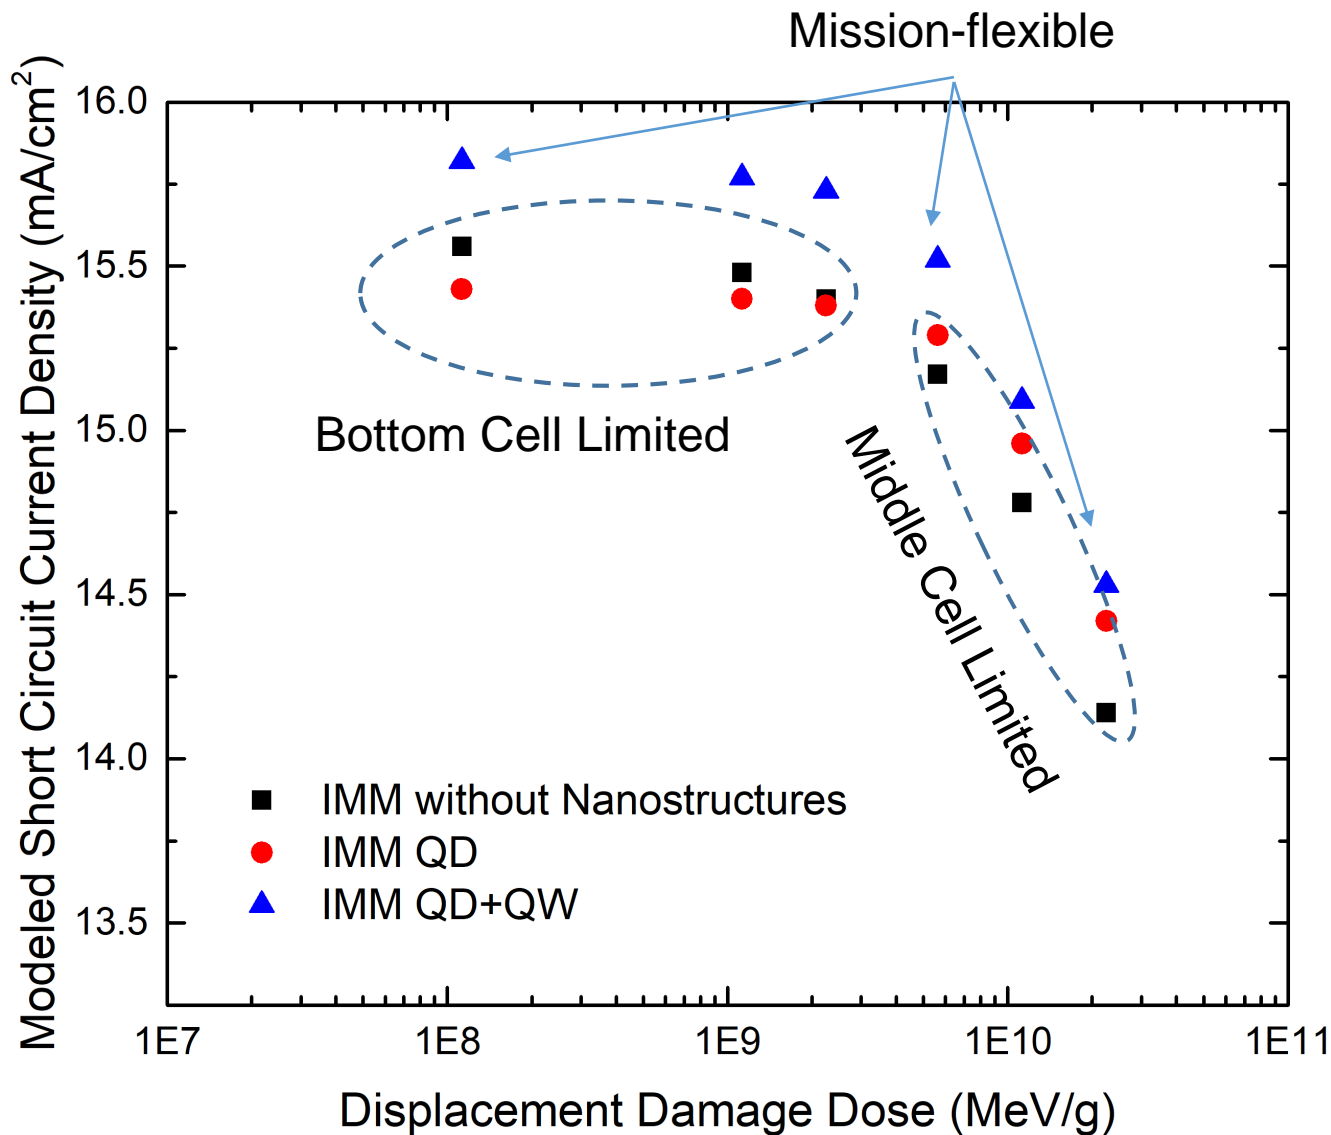 Mission-flexible
Modeled Short Circuit Current Density (mA/cm²)
16.0
15.5
15.0
14.5
14.0
13.5
Bottom Cell Limited
Middle Cell Limited
IMM without Nanostructures
IMM QD
IMM QD+QW
1E7 1E8 1E9 1E10 1E11
Displacement Damage Dose (MeV/g)